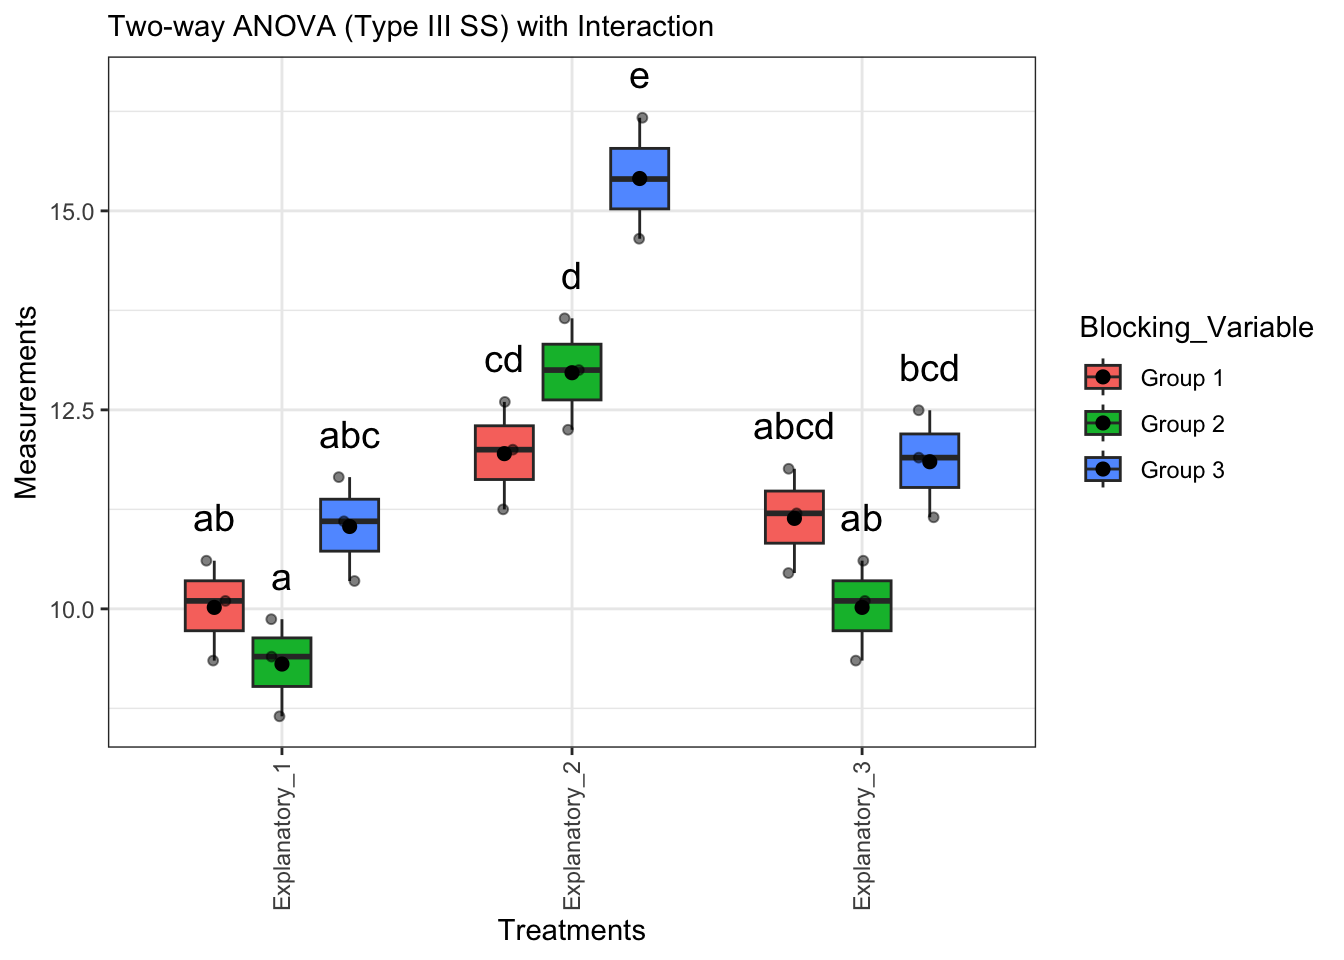 Two-way ANOVA (Type III SS) with Interaction
e
d
cd
bcd
abcd
abc
ab
ab
a
15.0
12.5
10.0
Measurements
Explanatory_1
Explanatory_2
Explanatory_3
Treatments
Blocking_Variable
Group 1
Group 2
Group 3